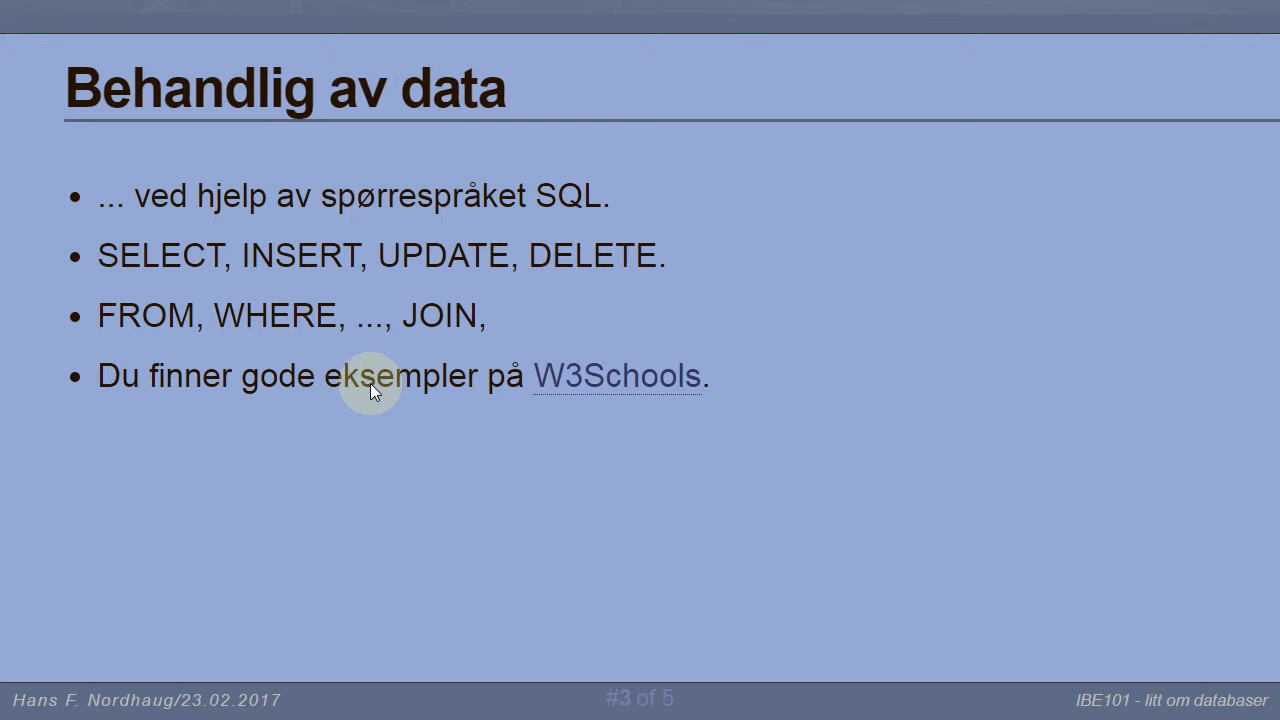 Behandlig av data
... ved hjelp av spørrespråket SQL.
SELECT, INSERT, UPDATE, DELETE.
FROM, WHERE, ..., JOIN,
Du finner gode eksempler på W3Schools.
Hans F. Nordhaug/23.02.2017
#3 of 5
IBE101 - litt om databaser